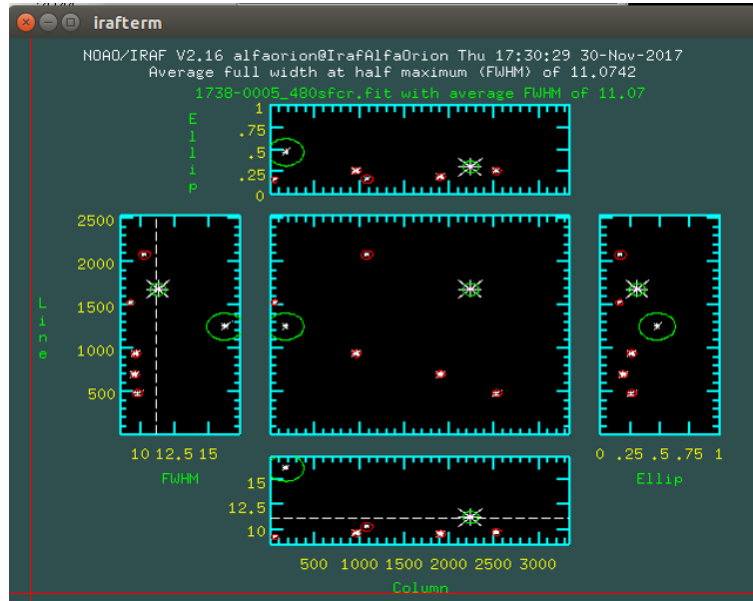 irafterm
NOAO/IRAF V2.16 alfaorion@IrafAlfaOrion Thu 17:30:29 30-Nov-2017
Average full width at half maximum (FWHM) of 11.0742
1738-0005_480sfcr.fit with average FWHM of 11.07
Ellip
1
.75
.5
.25
0
Line
2500
2000
1500
1000
500
10 12.5 15
FWHM
0 .25 .5 .75 1
Ellip
15
12.5
10
500 1000 1500 2000 2500 3000
Column